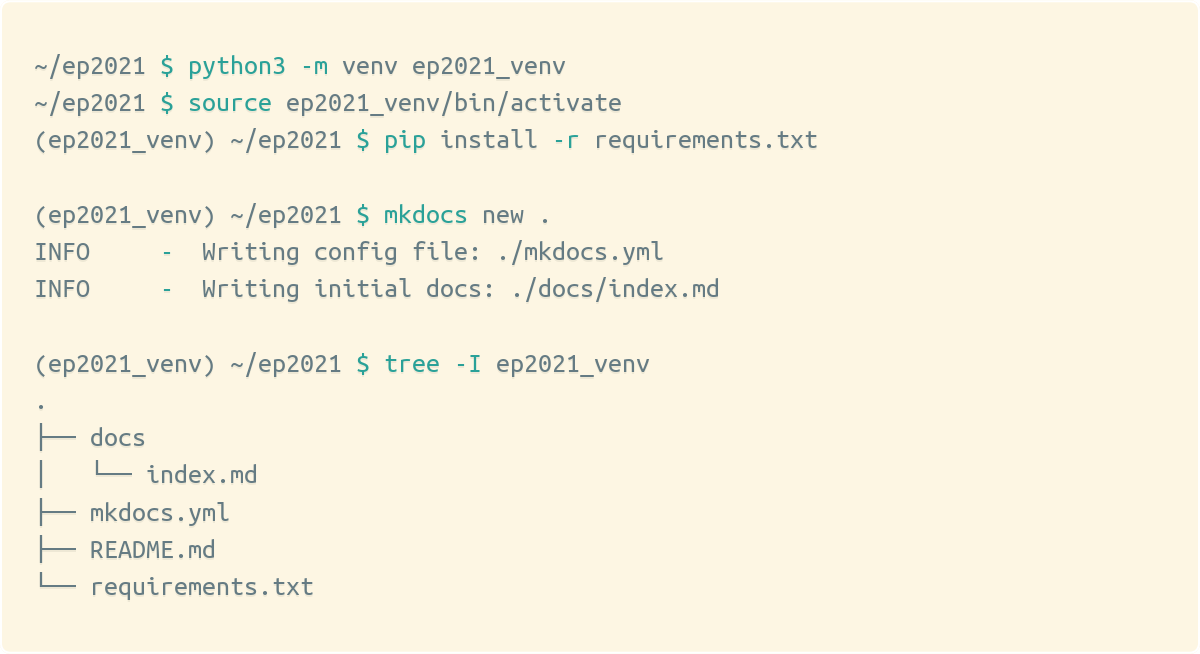 ~/ep2021 $ python3 -m venv ep2021_venv
~/ep2021 $ source ep2021_venv/bin/activate
(ep2021_venv) ~/ep2021 $ pip install -r requirements.txt

(ep2021_venv) ~/ep2021 $ mkdocs new .
INFO     -  Writing config file: ./mkdocs.yml
INFO     -  Writing initial docs: ./docs/index.md

(ep2021_venv) ~/ep2021 $ tree -I ep2021_venv
.
├── docs
│   └── index.md
├── mkdocs.yml
├── README.md
└── requirements.txt